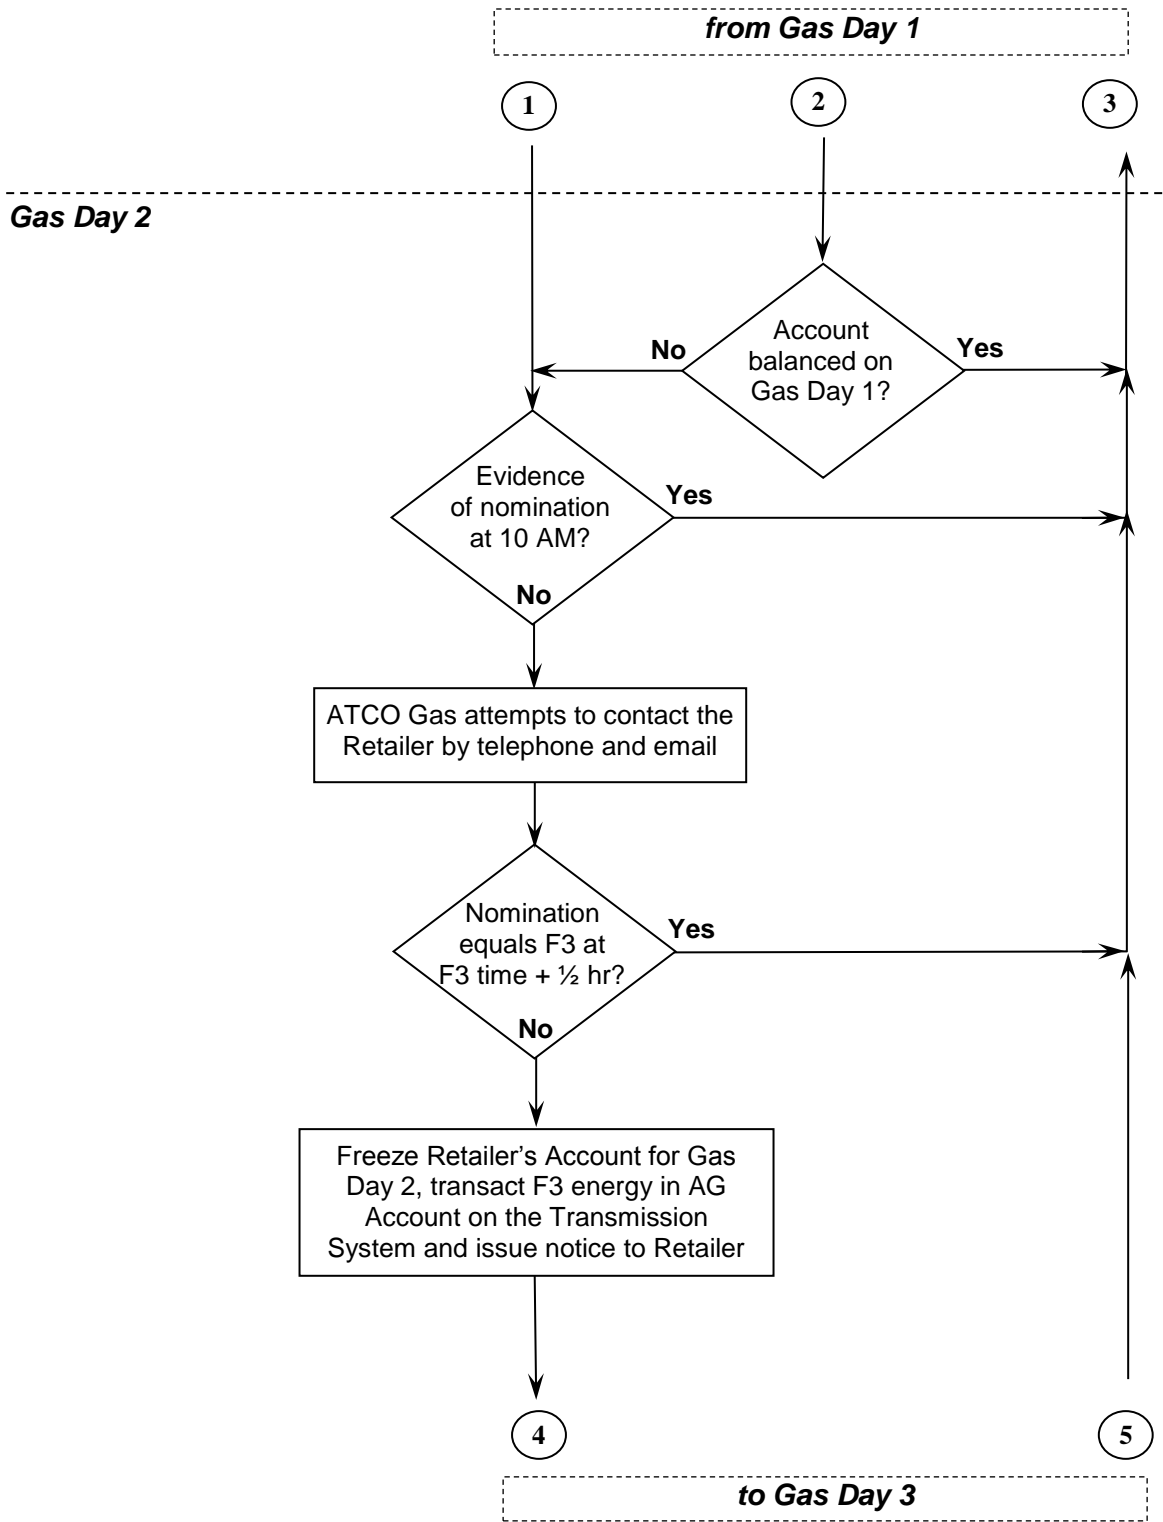 from Gas Day 1
1
2
3
Gas Day 2
Account
balanced on
Gas Day 1?
No
Yes
Evidence
of nomination
at 10 AM?
Yes
No
ATCO Gas attempts to contact the
Retailer by telephone and email
Nomination
equals F3 at
F3 time + ½ hr?
Yes
No
Freeze Retailer’s Account for Gas
Day 2, transact F3 energy in AG
Account on the Transmission
System and issue notice to Retailer
4
5
to Gas Day 3